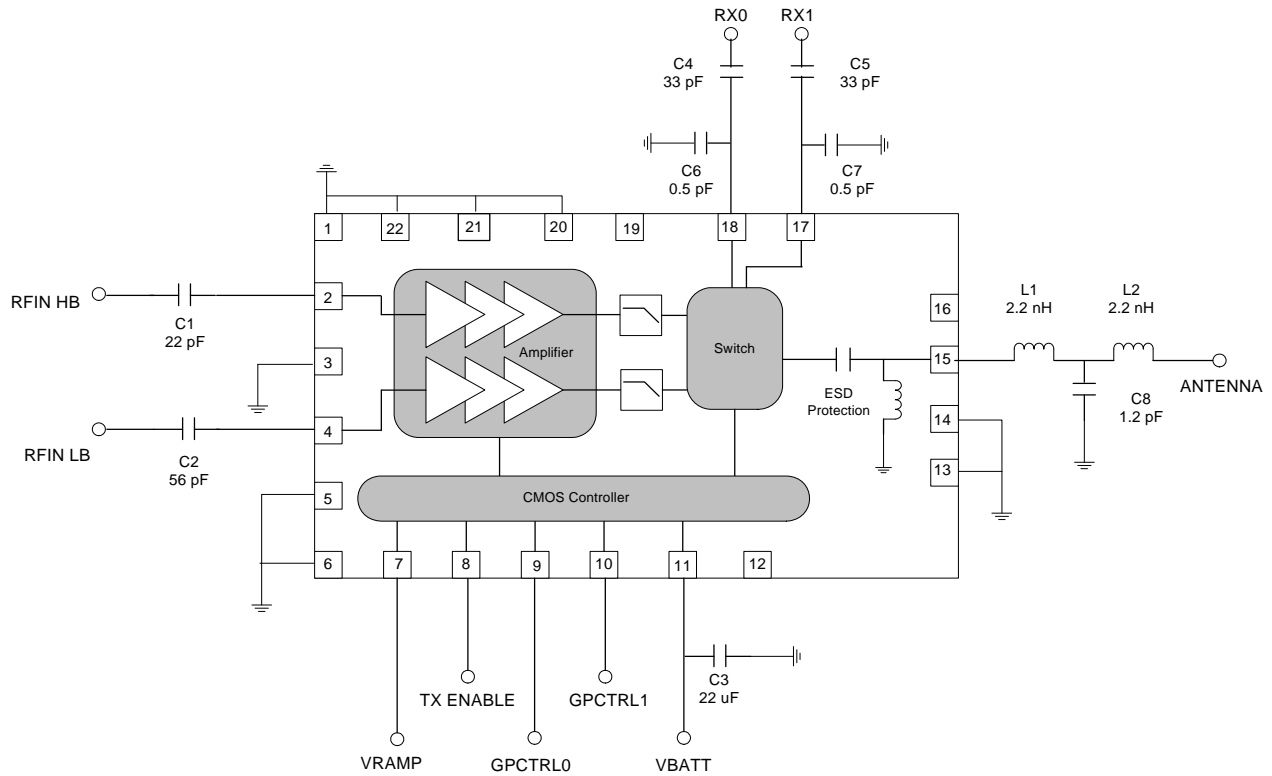 RX0
RX1
C4
33 pF
C5
33 pF
C6
0.5 pF
C7
0.5 pF
1
22
21
20
19
18
17
RFIN HB
C1
22 pF
2
Amplifier
Switch
16
L1
2.2 nH
L2
2.2 nH
3
15
ANTENNA
ESD
Protection
C8
1.2 pF
RFIN LB
C2
56 pF
4
14
13
5
CMOS Controller
6
7
8
9
10
11
12
C3
22 uF
TX ENABLE
GPCTRL1
VRAMP
GPCTRL0
VBATT